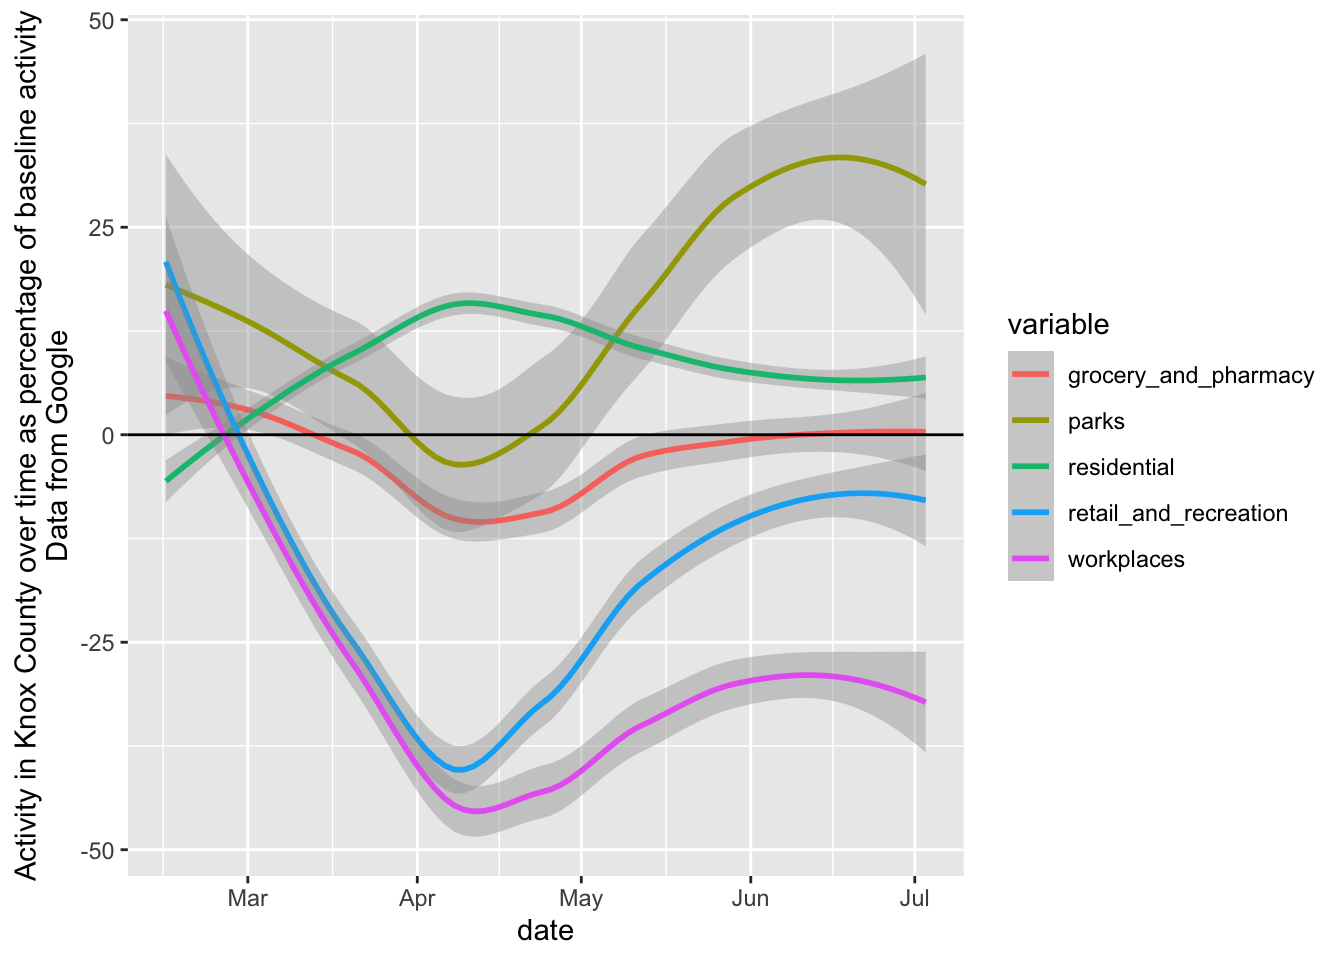 Activity in Knox County over time as percentage of baseline activity
Data from Google
50
25
0
-25
-50
Mar
Apr
May
Jun
Jul
date
variable
grocery_and_pharmacy
parks
residential
retail_and_recreation
workplaces